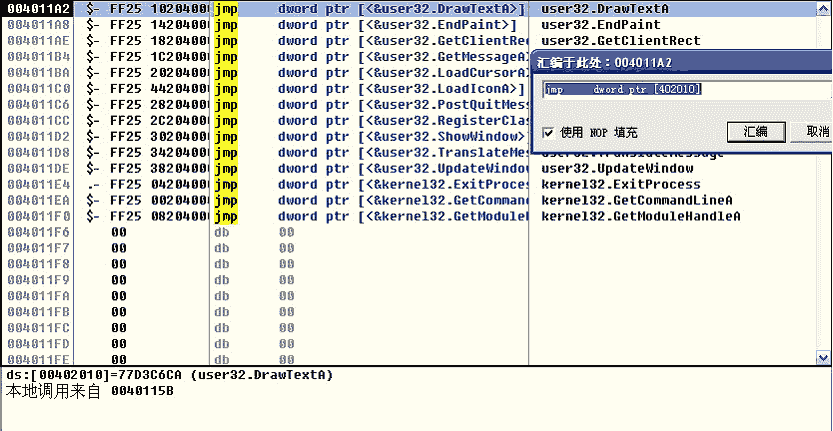 004011A2 $- FF25 1020400 jmp dword ptr [<&user32.DrawTextA>] user32.DrawTextA
004011A8 $- FF25 1420400 jmp dword ptr [<&user32.EndPaint>] user32.EndPaint
004011AE $- FF25 1820400 jmp dword ptr [<&user32.GetClientRec user32.GetClientRect
004011B4 $- FF25 1C20400 jmp dword ptr [<&user32.GetMessageA
004011BA $- FF25 2020400 jmp dword ptr [<&user32.LoadCursorA
004011C0 $- FF25 4420400 jmp dword ptr [<&user32.LoadIconA>]
004011C6 $- FF25 2820400 jmp dword ptr [<&user32.PostQuitMess
004011CC $- FF25 2C20400 jmp dword ptr [<&user32.RegisterClas
004011D2 $- FF25 3020400 jmp dword ptr [<&user32.ShowWindow>]
004011D8 $- FF25 3420400 jmp dword ptr [<&user32.TranslateMes
004011DE $- FF25 3820400 jmp dword ptr [<&user32.UpdateWindow user32.UpdateWindow
004011E4 .- FF25 0420400 jmp dword ptr [<&kernel32.ExitProces kernel32.ExitProcess
004011EA $- FF25 0020400 jmp dword ptr [<&kernel32.GetCommand kernel32.GetCommandLineA
004011F0 $- FF25 0820400 jmp dword ptr [<&kernel32.GetModuleH kernel32.GetModuleHandleA
004011F6 00 db 00
004011F7 00 db 00
004011F8 00 db 00
004011F9 00 db 00
004011FA 00 db 00
004011FB 00 db 00
004011FC 00 db 00
004011FD 00 db 00
004011FE 00 db 00
汇编于此处：004011A2
jmp dword ptr [402010]
使用 NOP 填充
汇编
取消
ds:[00402010]=77D3C6CA (user32.DrawTextA)
本地调用来自 0040115B